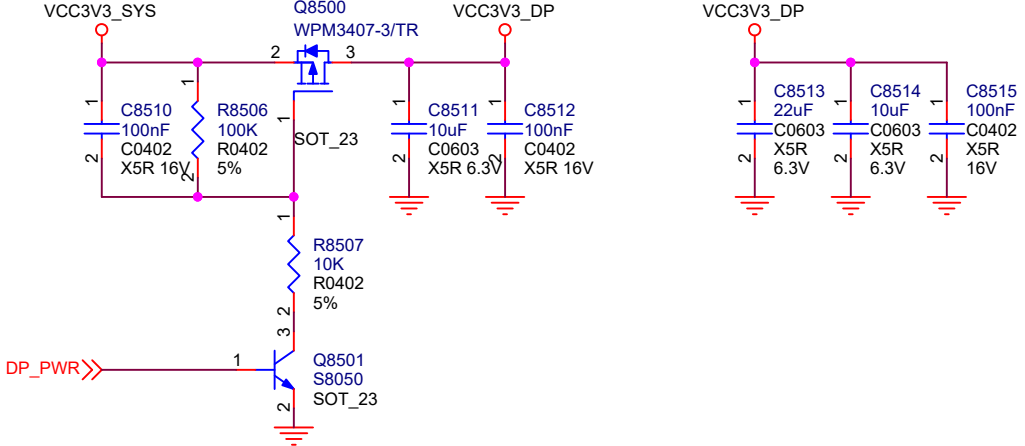 VCC3V3_SYS
Q8500
WPM3407-3/TR
2
3
1
SOT_23
VCC3V3_DP
1
C8510
100nF
C0402
X5R 16V
2
1
R8506
100K
R0402
5%
2
1
C8511
10uF
C0603
X5R 6.3V
2
1
C8512
100nF
C0402
X5R 16V
2
VCC3V3_DP
1
C8513
22uF
C0603
X5R
6.3V
2
1
C8514
10uF
C0603
X5R
6.3V
2
1
C8515
100nF
C0402
X5R
16V
2
1
R8507
10K
R0402
5%
2
DP_PWR
1
3
Q8501
S8050
SOT_23
2